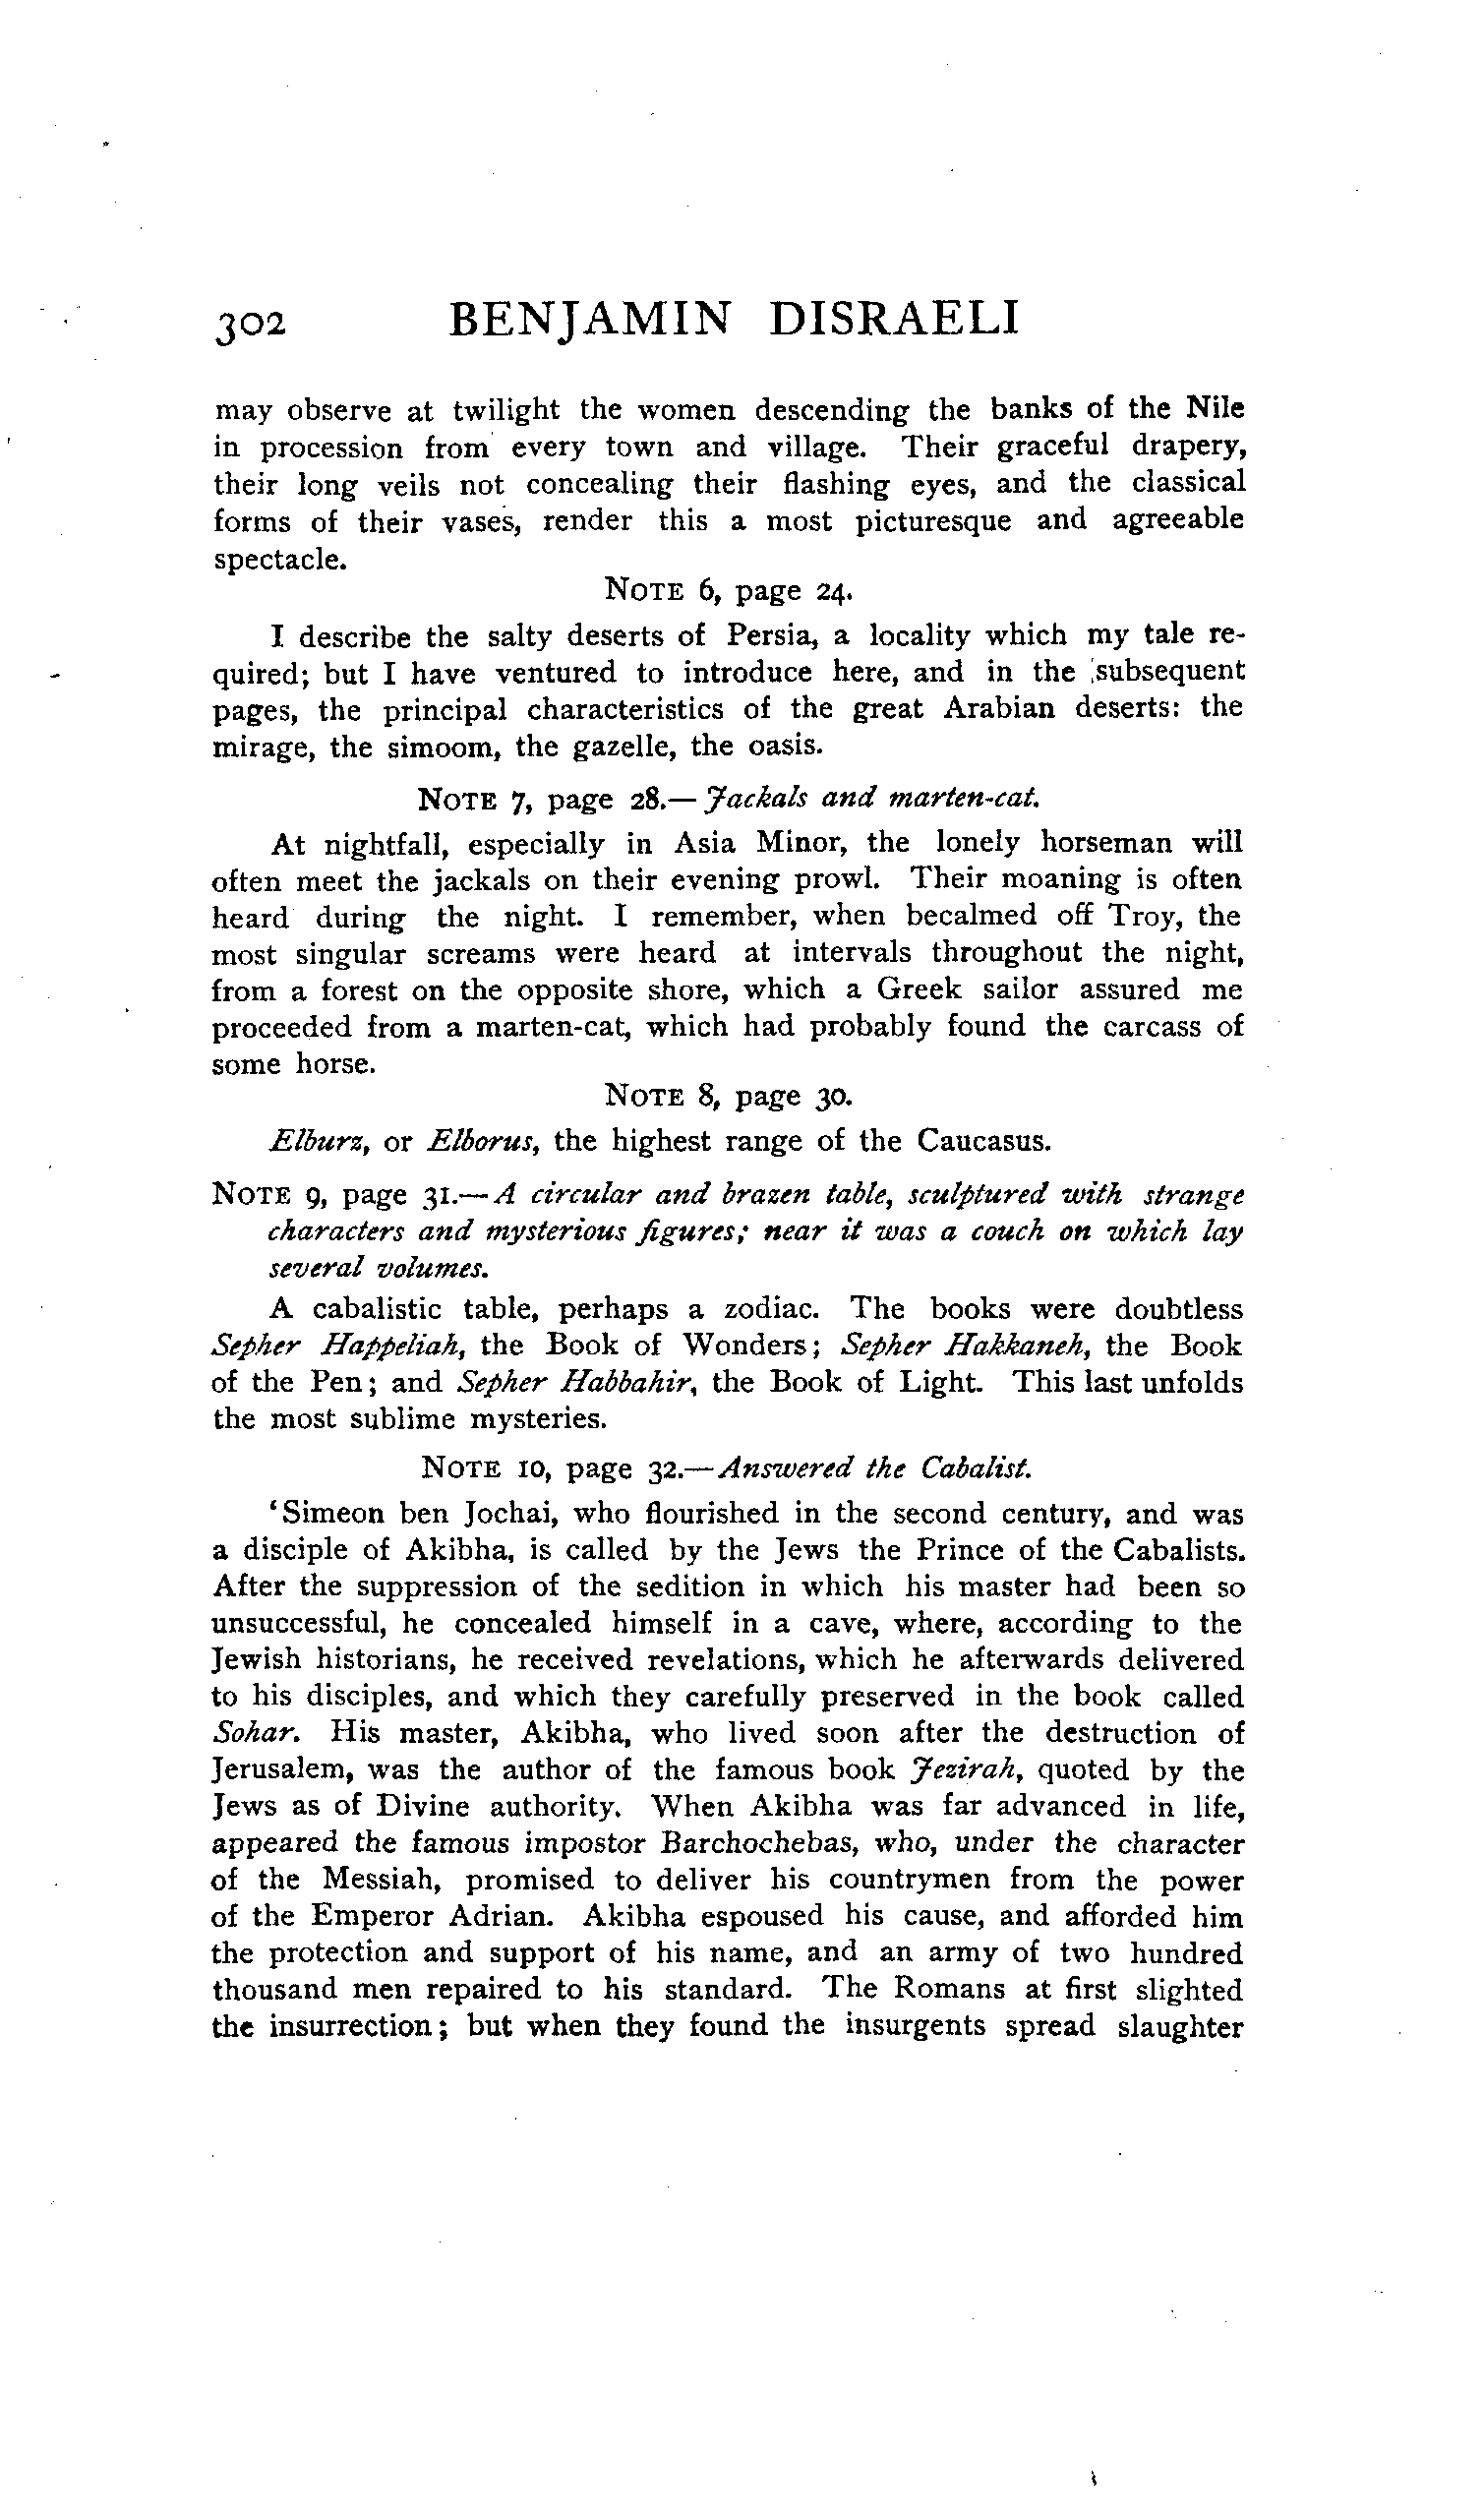 302 BENJAMIN DISRAELI
may observe at twilight the women descending the banks of the Nile
in procession from every town and village. Their graceful drapery,
their long veils not concealing their flashing eyes, and the classical
forms of their vases, render this a most picturesque and agreeable
spectacle.
NOTE 6, page 24.
I describe the salty deserts of Persia, a locality which my tale re-
quired; but I have ventured to introduce here, and in the subsequent
pages, the principal characteristics of the great Arabian deserts: the
mirage, the simoom, the gazelle, the oasis.
NOTE 7, page 28.— Jackals and marten-cat.
At nightfall, especially in Asia Minor, the lonely horseman will
often meet the jackals on their evening prowl. Their moaning is often
heard during the night. I remember, when becalmed off Troy, the
most singular screams were heard at intervals throughout the night,
from a forest on the opposite shore, which a Greek sailor assured me
proceeded from a marten-cat, which had probably found the carcass of
some horse.
NOTE 8, page 30.
Elburz, or Elborus, the highest range of the Caucasus.
NOTE 9, page 31.— A circular and brazen table, sculptured with strange
characters and mysterious figures; near it was a couch on which lay
several volumes.
A cabalistic table, perhaps a zodiac. The books were doubtless
Sepher Happeliah, the Book of Wonders; Sepher Hakkaneh, the Book
of the Pen; and Sepher Habbahir, the Book of Light. This last unfolds
the most sublime mysteries.
NOTE 10, page 32.—Answered the Cabalist.
'Simeon ben Jochai, who flourished in the second century, and was
a disciple of Akibha, is called by the Jews the Prince of the Cabalists.
After the suppression of the sedition in which his master had been so
unsuccessful, he concealed himself in a cave, where, according to the
Jewish historians, he received revelations, which he afterwards delivered
to his disciples, and which they carefully preserved in the book called
Sohar. His master, Akibha, who lived soon after the destruction of
Jerusalem, was the author of the famous book Jezirah, quoted by the
Jews as of Divine authority. When Akibha was far advanced in life,
appeared the famous impostor Barchochebas, who, under the character
of the Messiah, promised to deliver his countrymen from the power
of the Emperor Adrian. Akibha espoused his cause, and afforded him
the protection and support of his name, and an army of two hundred
thousand men repaired to his standard. The Romans at first slighted
the insurrection; but when they found the insurgents spread slaughter